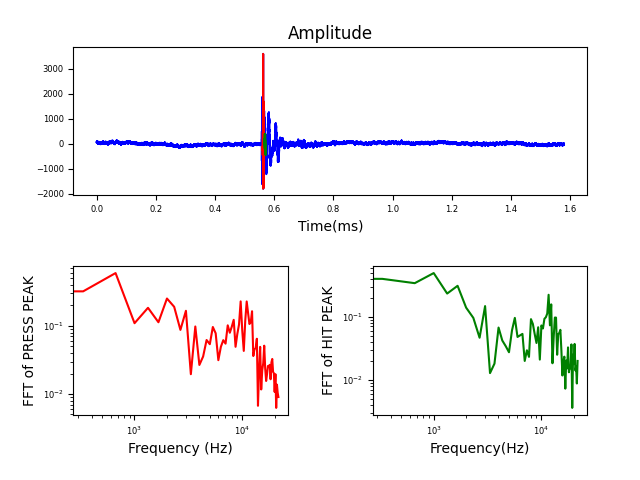 Amplitude
3000
2000
1000
0
−1000
−2000
0.0 0.2 0.4 0.6 0.8 1.0 1.2 1.4 1.6
Time(ms)
FFT of PRESS PEAK
10⁻¹
10⁻²
10³ 10⁴
Frequency (Hz)
FFT of HIT PEAK
10⁻¹
10⁻²
10³ 10⁴
Frequency(Hz)